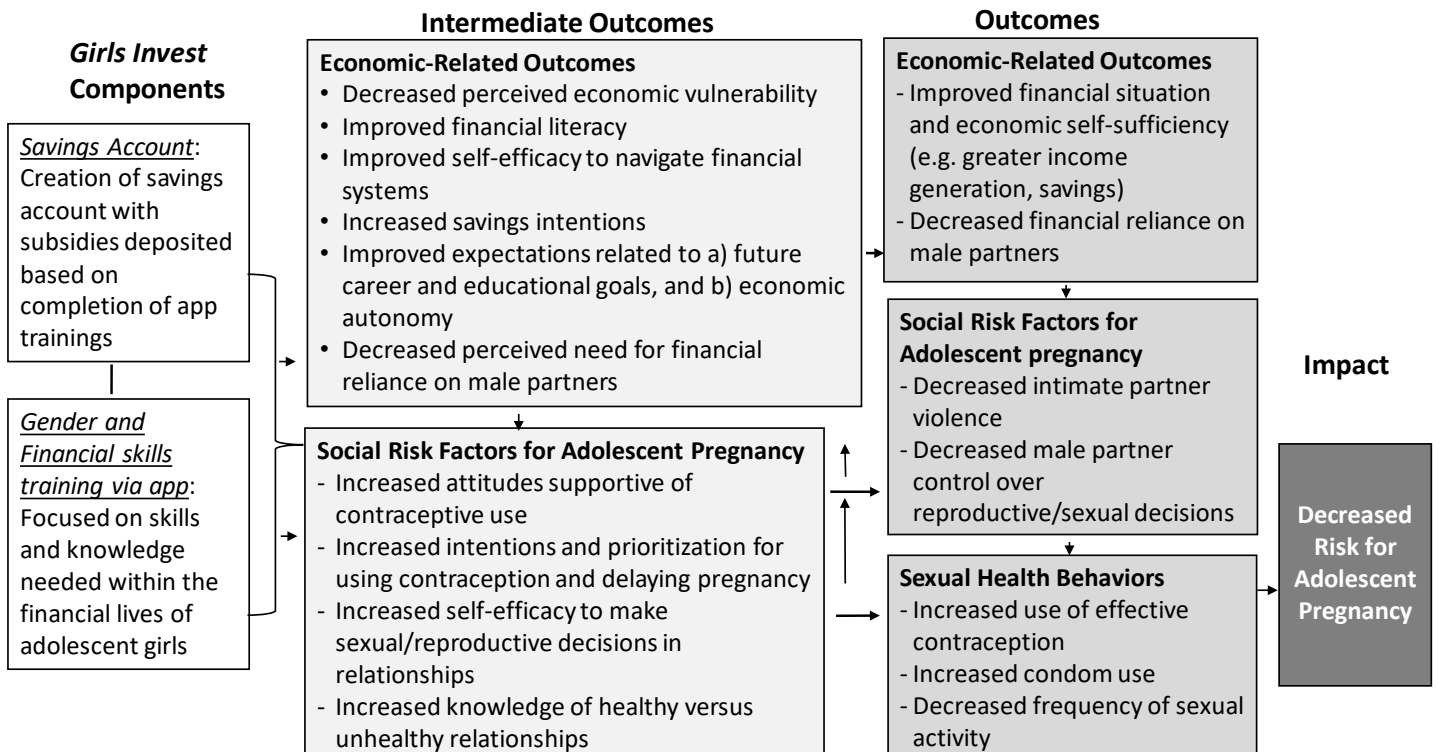 Girls Invest
Components
Savings Account:
Creation of savings
account with
subsidies deposited
based on
completion of app
trainings
Gender and
Financial skills
training via app:
Focused on skills
and knowledge
needed within the
financial lives of
adolescent girls
Intermediate Outcomes
Economic-Related Outcomes
• Decreased perceived economic vulnerability
• Improved financial literacy
• Improved self-efficacy to navigate financial
systems
• Increased savings intentions
• Improved expectations related to a) future
career and educational goals, and b) economic
autonomy
• Decreased perceived need for financial
reliance on male partners
Social Risk Factors for Adolescent Pregnancy
- Increased attitudes supportive of
contraceptive use
- Increased intentions and prioritization for
using contraception and delaying pregnancy
- Increased self-efficacy to make
sexual/reproductive decisions in
relationships
- Increased knowledge of healthy versus
unhealthy relationships
Outcomes
Economic-Related Outcomes
- Improved financial situation
and economic self-sufficiency
(e.g. greater income
generation, savings)
- Decreased financial reliance on
male partners
Social Risk Factors for
Adolescent pregnancy
- Decreased intimate partner
violence
- Decreased male partner
control over
reproductive/sexual decisions
Sexual Health Behaviors
- Increased use of effective
contraception
- Increased condom use
- Decreased frequency of sexual
activity
Impact
Decreased
Risk for
Adolescent
Pregnancy